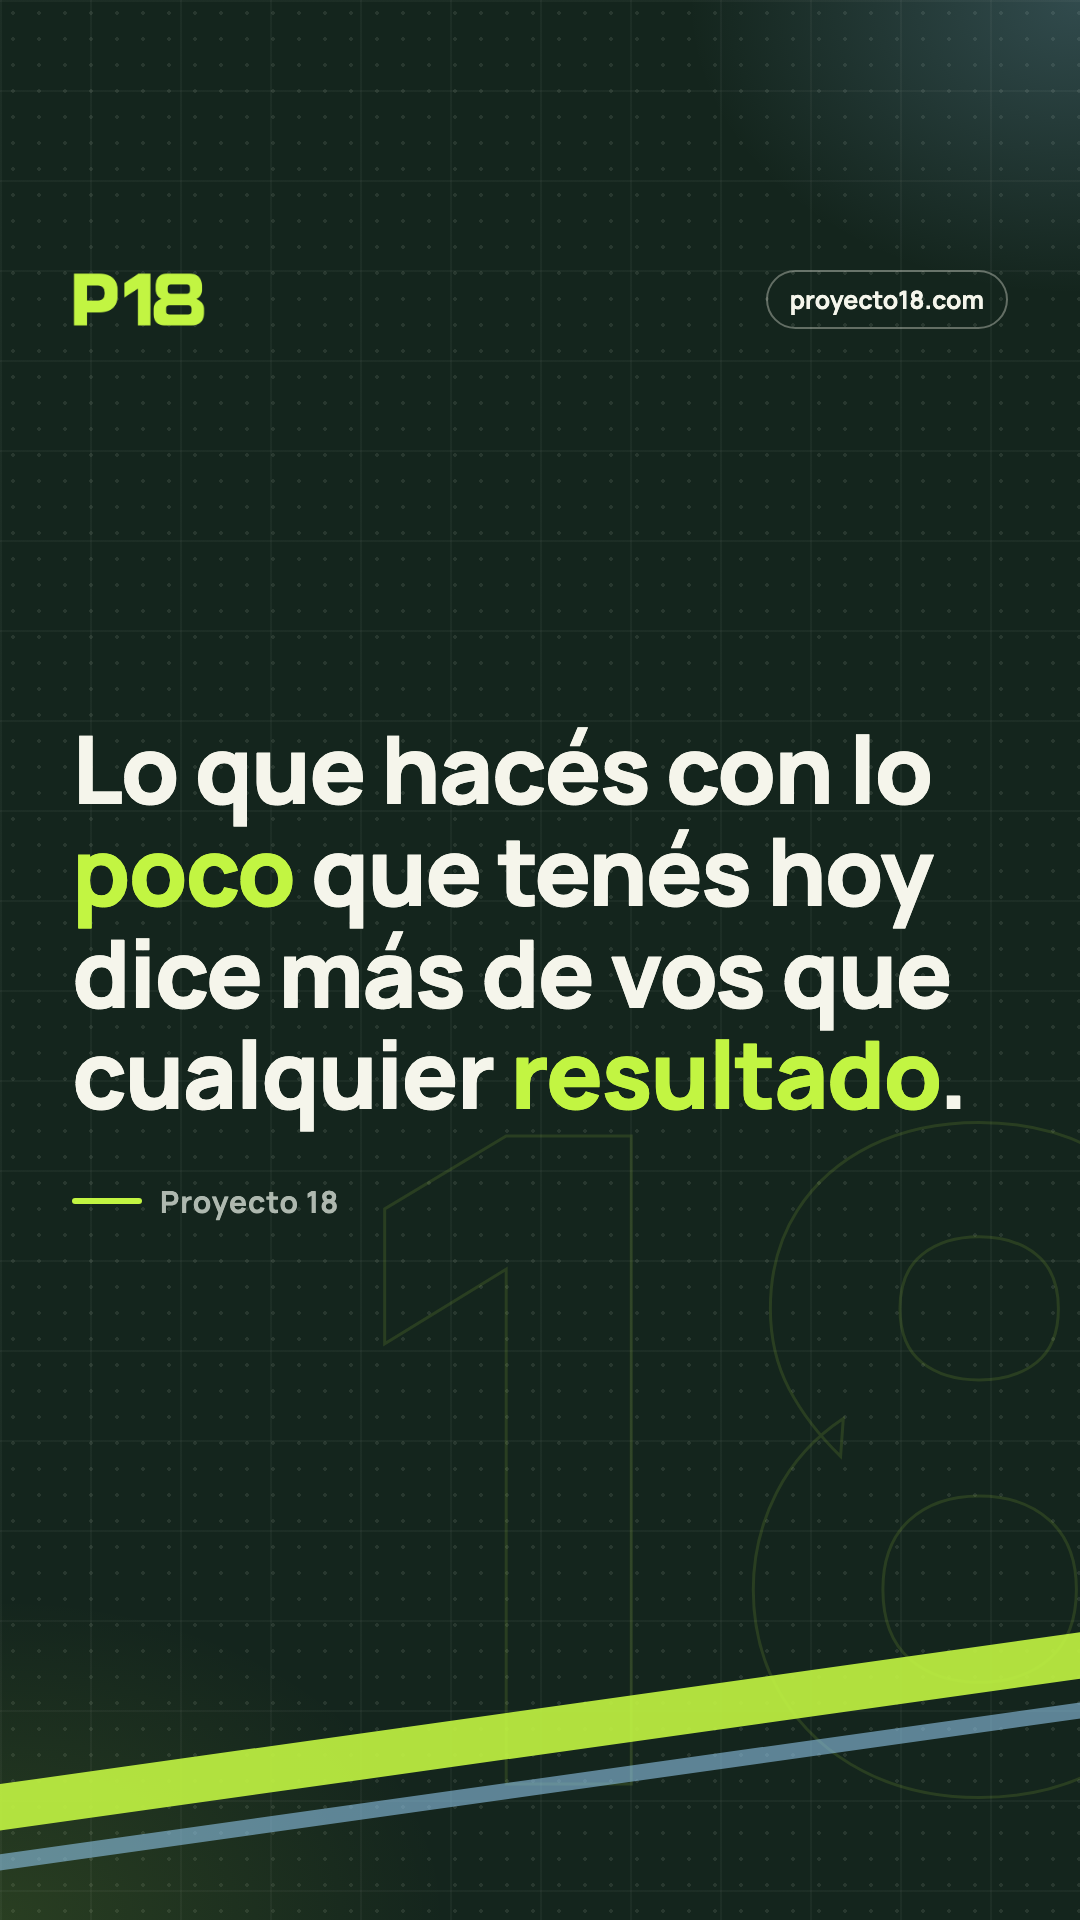 P18
proyecto18.com
Lo que hacés con lo
poco que tenés hoy
dice más de vos que
cualquier resultado.
Proyecto 18
18